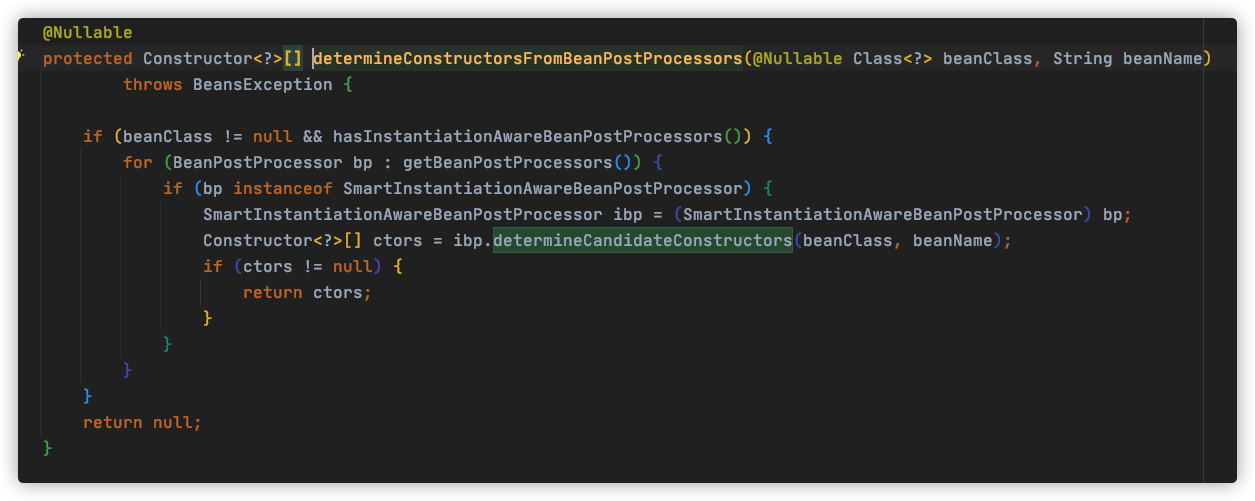 @Nullable
protected Constructor<?>[] determineConstructorsFromBeanPostProcessors(@Nullable Class<?> beanClass, String beanName)
        throws BeansException {
    if (beanClass != null && hasInstantiationAwareBeanPostProcessors()) {
        for (BeanPostProcessor bp : getBeanPostProcessors()) {
            if (bp instanceof SmartInstantiationAwareBeanPostProcessor) {
                SmartInstantiationAwareBeanPostProcessor ibp = (SmartInstantiationAwareBeanPostProcessor) bp;
                Constructor<?>[] ctors = ibp.determineCandidateConstructors(beanClass, beanName);
                if (ctors != null) {
                    return ctors;
                }
            }
        }
    }
    return null;
}